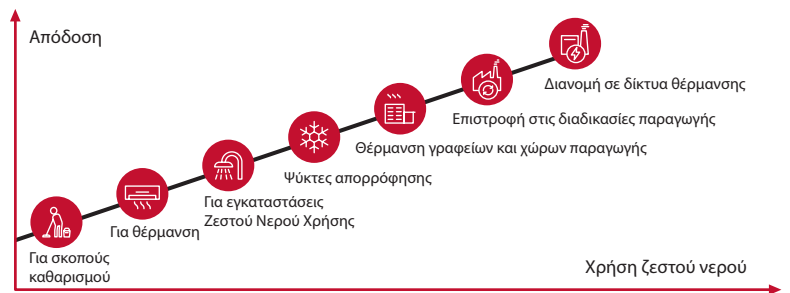 Απόδοση
Διανομή σε δίκτυα θέρμανσης
Επιστροφή στις διαδικασίες παραγωγής
Θέρμανση γραφείων και χώρων παραγωγής
Ψύκτες απορρόφησης
Για εγκαταστάσεις
Ζεστού Νερού Χρήσης
Για θέρμανση
Για σκοπούς
καθαρισμού
Χρήση ζεστού νερού